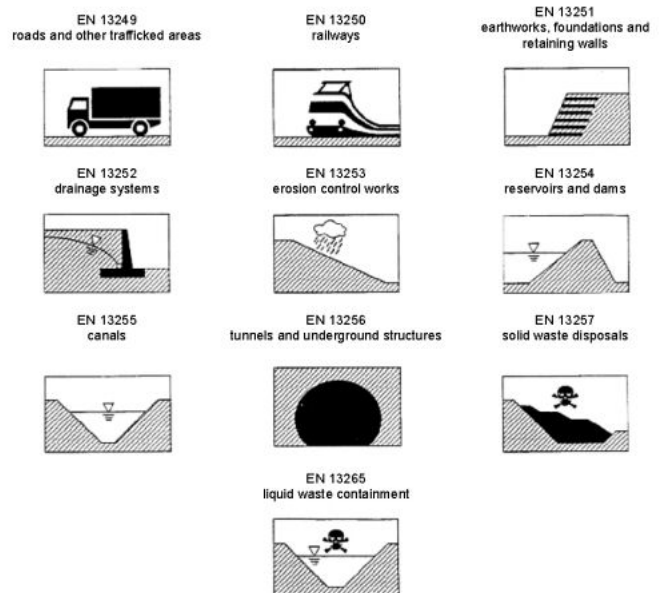 EN 13249
roads and other trafficked areas
EN 13250
railways
EN 13251
earthworks, foundations and
retaining walls
EN 13252
drainage systems
EN 13253
erosion control works
EN 13254
reservoirs and dams
EN 13255
canals
EN 13256
tunnels and underground structures
EN 13257
solid waste disposals
EN 13265
liquid waste containment